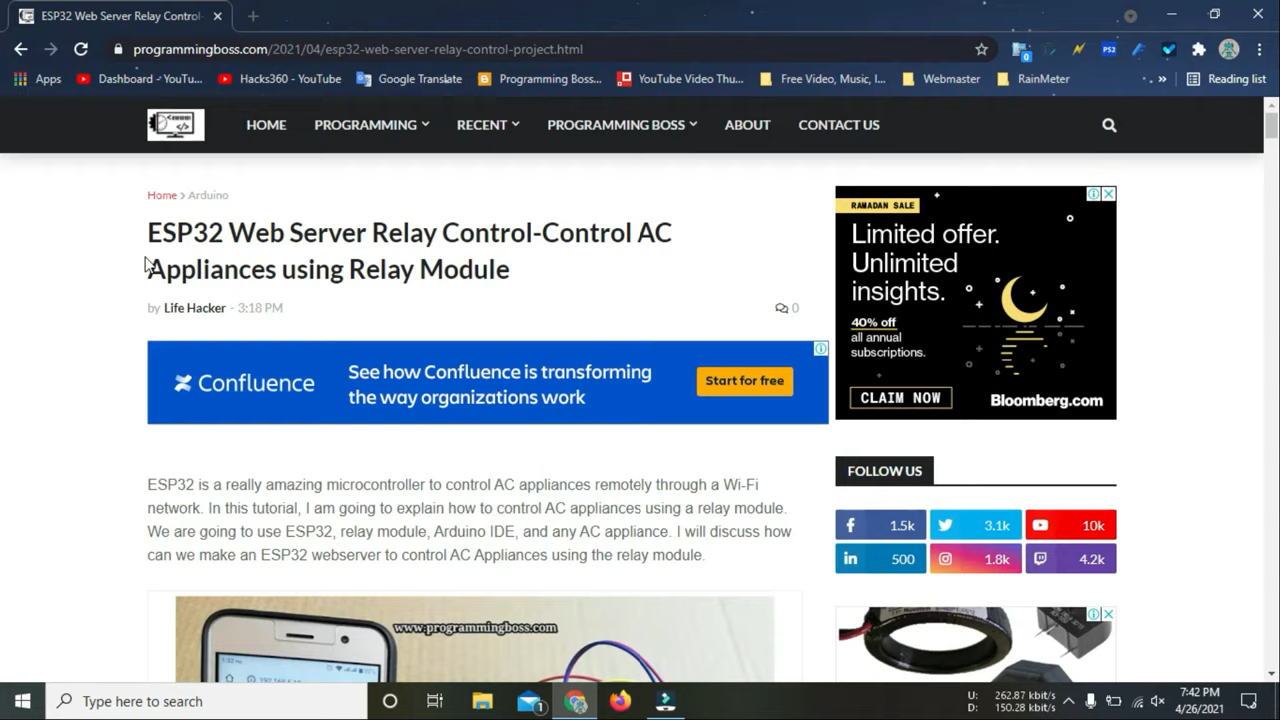 ESP32 Web Server Relay Control-
programmingboss.com/2021/04/esp32-web-server-relay-control-project.html
Apps
Dashboard - YouTu...
Hacks360 - YouTube
Google Translate
Programming Boss...
YouTube Video Thu...
Free Video, Music, I...
Webmaster
RainMeter
Reading list
PS2
0
HOME
PROGRAMMING
RECENT
PROGRAMMING BOSS
ABOUT
CONTACT US
Home > Arduino
ESP32 Web Server Relay Control-Control AC
Appliances using Relay Module
by Life Hacker - 3:18 PM
0
Confluence
See how Confluence is transforming
the way organizations work
Start for free
ESP32 is a really amazing microcontroller to control AC appliances remotely through a Wi-Fi
network. In this tutorial, I am going to explain how to control AC appliances using a relay module.
We are going to use ESP32, relay module, Arduino IDE, and any AC appliance. I will discuss how
can we make an ESP32 webserver to control AC Appliances using the relay module.
www.programmingboss.com
RAMADAN SALE
Limited offer.
Unlimited
insights.
40% off
all annual
subscriptions.
CLAIM NOW
Bloomberg.com
FOLLOW US
1.5k
3.1k
10k
500
1.8k
4.2k
Type here to search
1
U: 262.87 kbit/s
D: 150.28 kbit/s
7:42 PM
4/26/2021